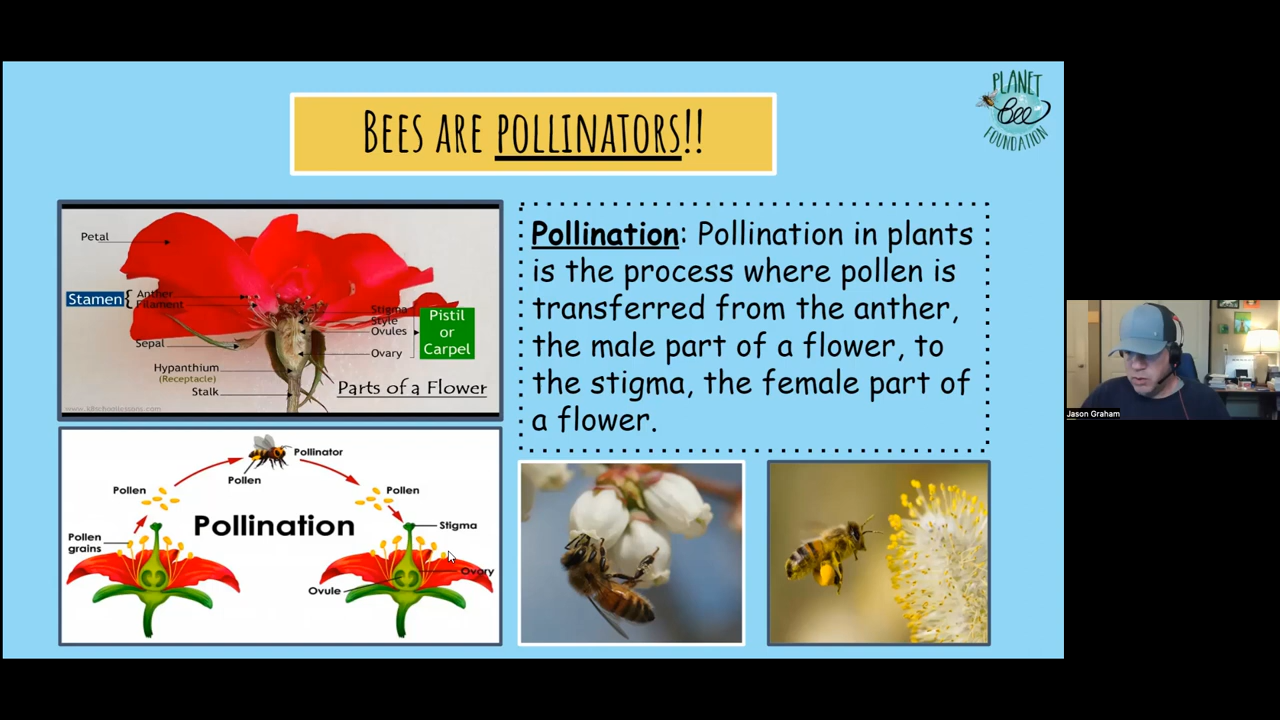 BEES ARE POLLINATORS!!
PLANET
bee
FOUNDATION
Petal
Stamen
Anther
Filament
Sepal
Hypanthium
(Receptacle)
Stalk
Stigma
Style
Ovules
Ovary
Pistil
or
Carpel
Parts of a Flower
Pollination: Pollination in plants
is the process where pollen is
transferred from the anther,
the male part of a flower, to
the stigma, the female part of
a flower.
Pollinator
Pollen
Pollen
Pollen
Pollination
Pollen
grains
Stigma
Ovary
Ovule
Jason Graham